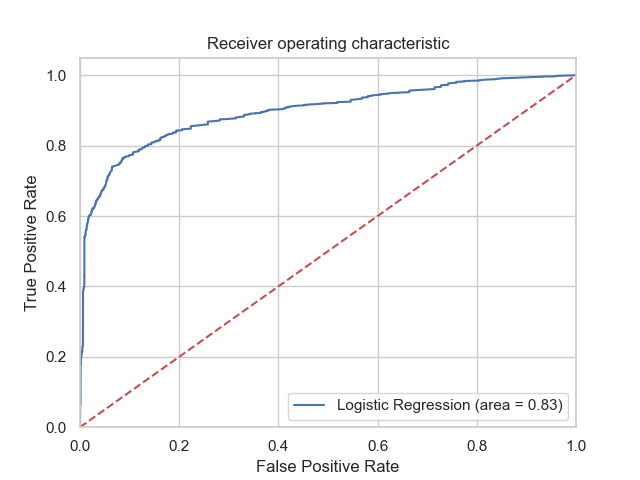 Receiver operating characteristic
True Positive Rate
1.0
0.8
0.6
0.4
0.2
0.0
Logistic Regression (area = 0.83)
0.0 0.2 0.4 0.6 0.8 1.0
False Positive Rate